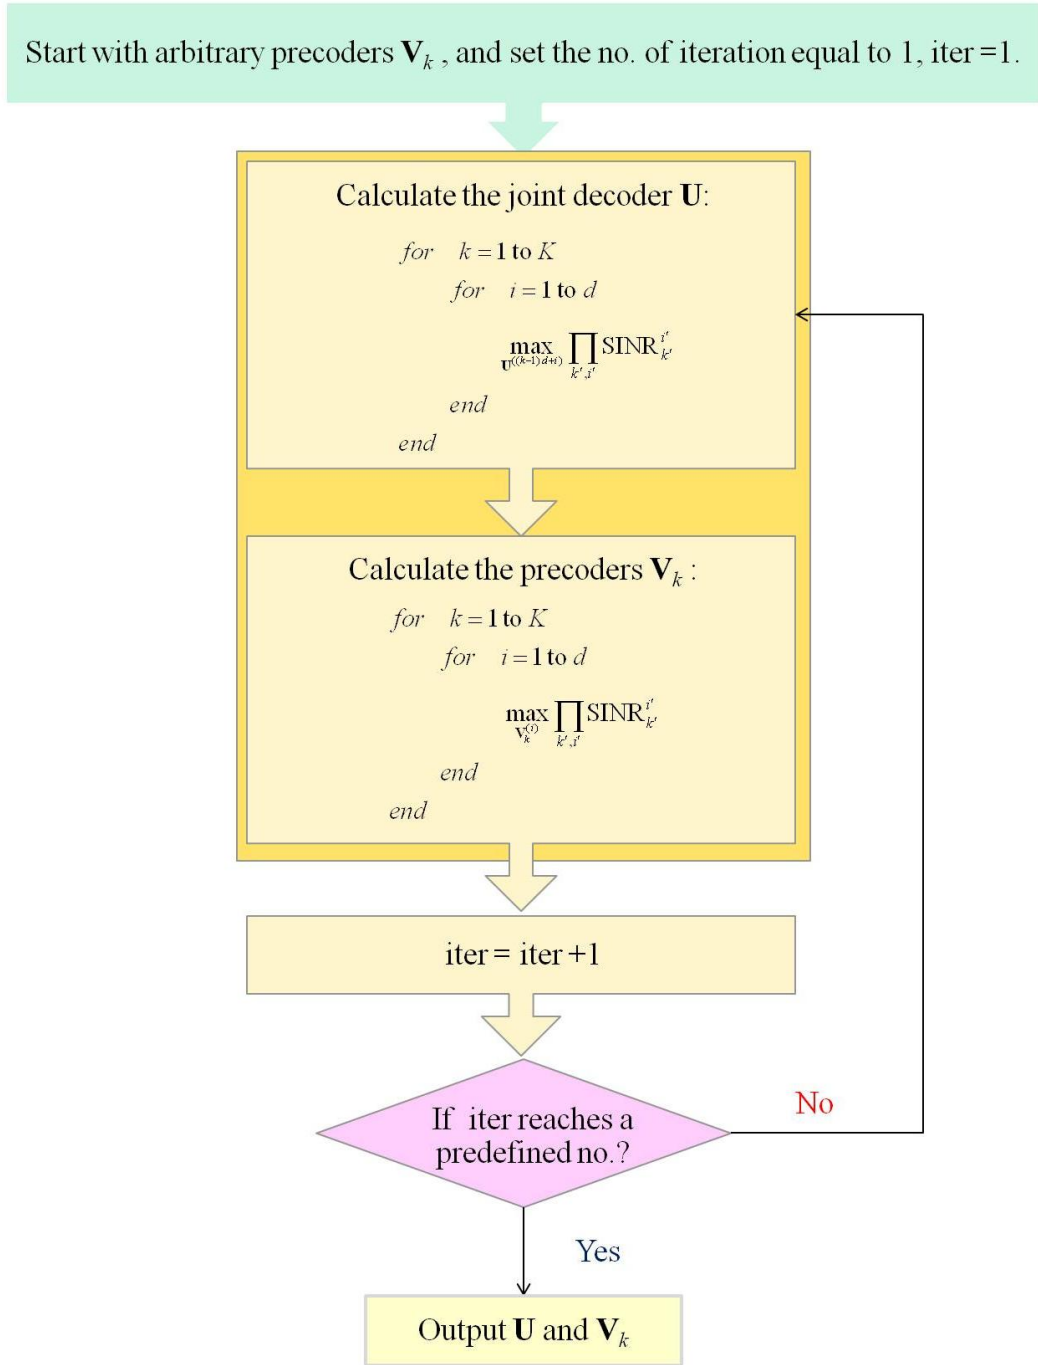 Start with arbitrary precoders V_k , and set the no. of iteration equal to 1, iter =1.
Calculate the joint decoder U:
for k = 1 to K
for i = 1 to d
max_{U^{((k-1)d+i)}} ∏_{k',i'} SINR_{k'}^{i'}
end
end
Calculate the precoders V_k :
for k = 1 to K
for i = 1 to d
max_{V_k^{(i)}} ∏_{k',i'} SINR_{k'}^{i'}
end
end
iter = iter +1
If iter reaches a
predefined no.?
No
Yes
Output U and V_k